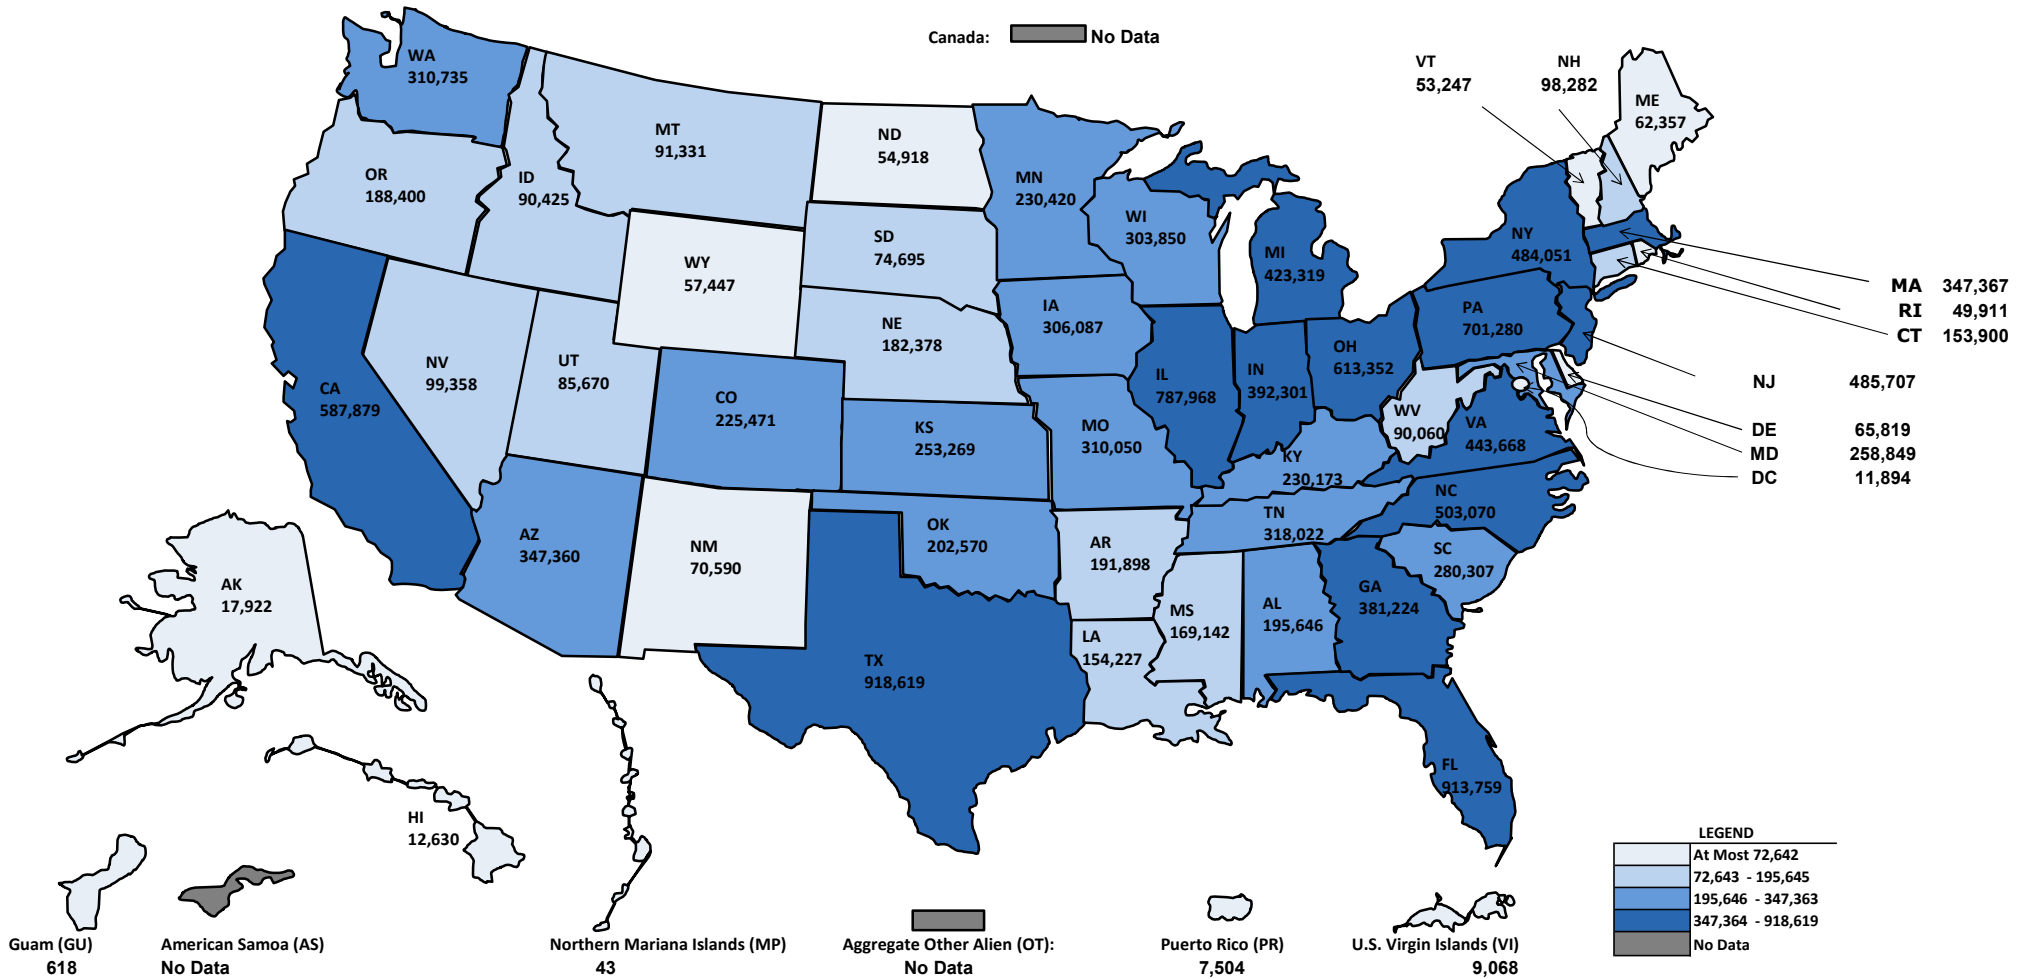 Canada: No Data
WA
310,735
OR
188,400
ID
90,425
MT
91,331
ND
54,918
MN
230,420
WI
303,850
MI
423,319
VT
53,247
NH
98,282
ME
62,357
NY
484,051
WY
57,447
SD
74,695
NE
182,378
IA
306,087
IL
787,968
IN
392,301
OH
613,352
PA
701,280
MA 347,367
RI 49,911
CT 153,900
NJ 485,707
DE 65,819
MD 258,849
DC 11,894
CA
587,879
NV
99,358
UT
85,670
CO
225,471
KS
253,269
MO
310,050
KY
230,173
WV
90,060
VA
443,668
NC
503,070
TN
318,022
SC
280,307
AZ
347,360
NM
70,590
OK
202,570
AR
191,898
MS
169,142
AL
195,646
GA
381,224
LA
154,227
TX
918,619
FL
913,759
AK
17,922
HI
12,630
LEGEND
At Most 72,642
72,643 - 195,645
195,646 - 347,363
347,364 - 918,619
No Data
Guam (GU)
618
American Samoa (AS)
No Data
Northern Mariana Islands (MP)
43
Aggregate Other Alien (OT):
No Data
Puerto Rico (PR)
7,504
U.S. Virgin Islands (VI)
9,068